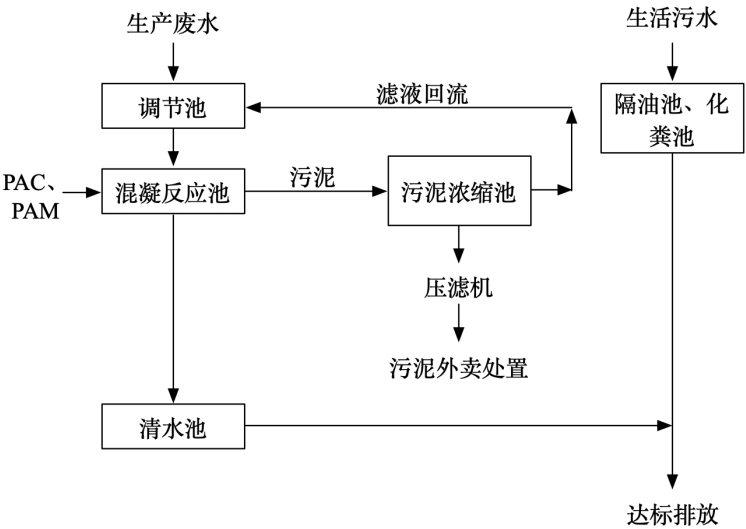 生产废水
生活污水
调节池
滤液回流
隔油池、化
粪池
PAC、
PAM
混凝反应池
污泥
污泥浓缩池
压滤机
污泥外卖处置
清水池
达标排放